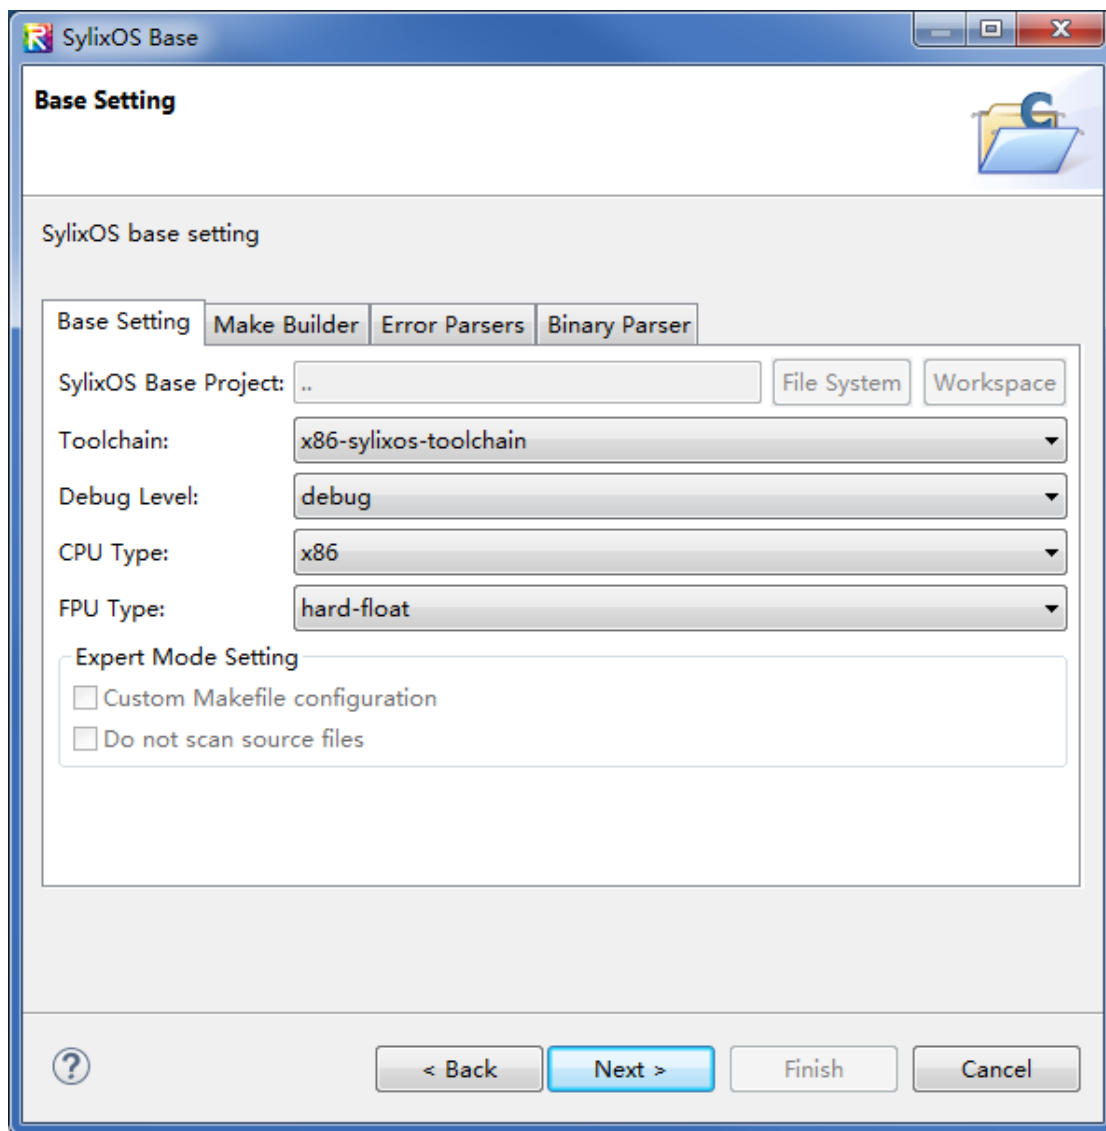 SylixOS Base
Base Setting
SylixOS base setting
Base Setting Make Builder Error Parsers Binary Parser
SylixOS Base Project: .. File System Workspace
Toolchain: x86-sylixos-toolchain
Debug Level: debug
CPU Type: x86
FPU Type: hard-float
Expert Mode Setting
Custom Makefile configuration
Do not scan source files
? < Back Next > Finish Cancel